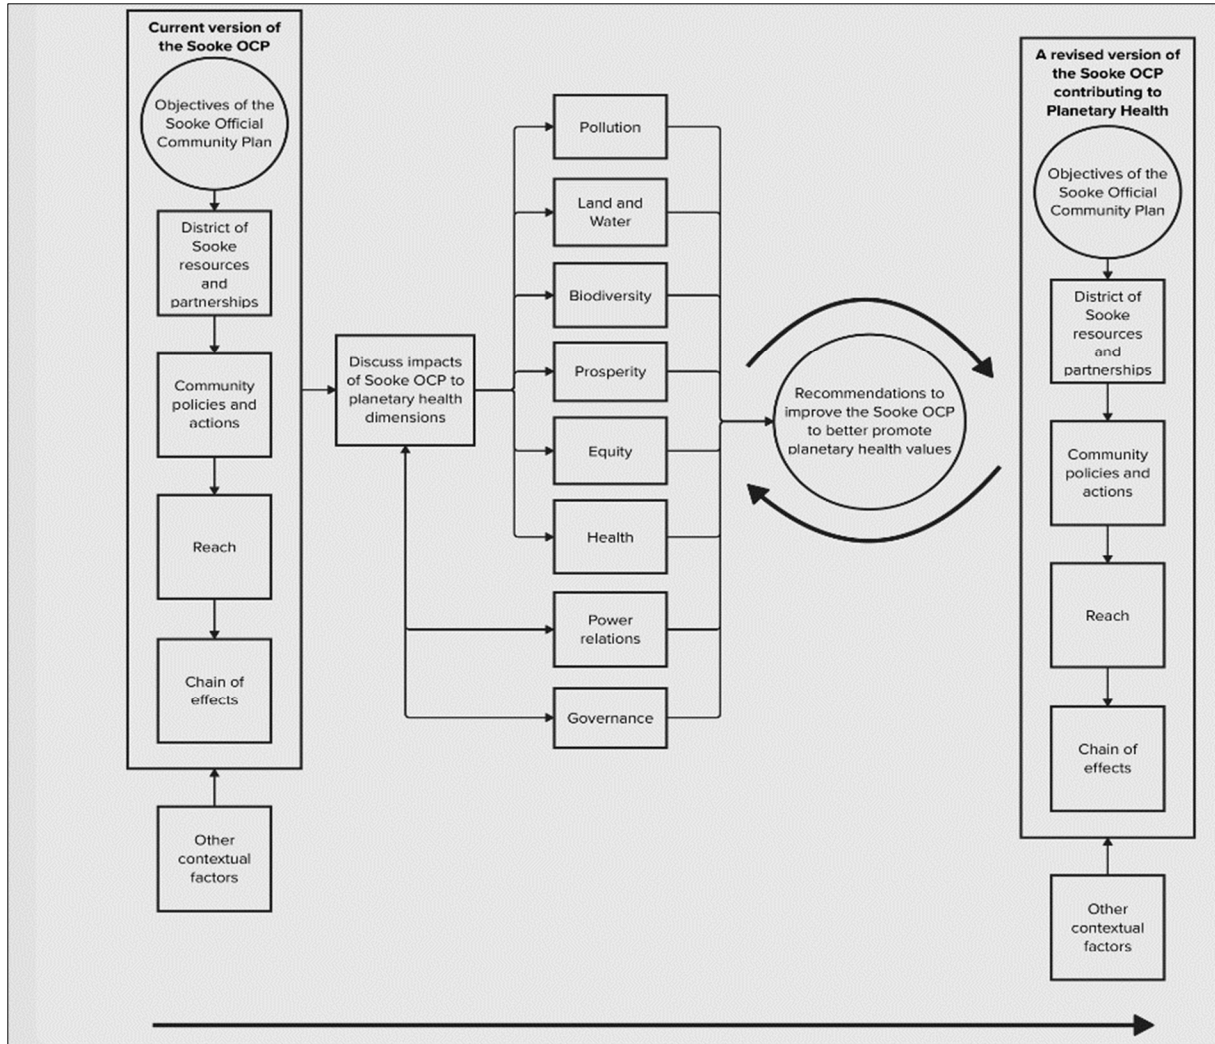 Current version of
the Sooke OCP
Objectives of the
Sooke Official
Community Plan
District of
Sooke
resources
and
partnerships
Community
policies and
actions
Reach
Chain of
effects
Other
contextual
factors
Discuss impacts
of Sooke OCP to
planetary health
dimensions
Pollution
Land and
Water
Biodiversity
Prosperity
Equity
Health
Power
relations
Governance
Recommendations to
improve the Sooke OCP
to better promote
planetary health values
A revised version of
the Sooke OCP
contributing to
Planetary Health
Objectives of the
Sooke Official
Community Plan
District of
Sooke
resources
and
partnerships
Community
policies and
actions
Reach
Chain of
effects
Other
contextual
factors